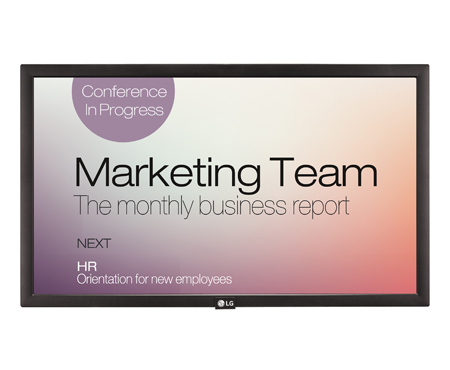 Conference
In Progress
Marketing Team
The monthly business report
NEXT
HR
Orientation for new employees
LG